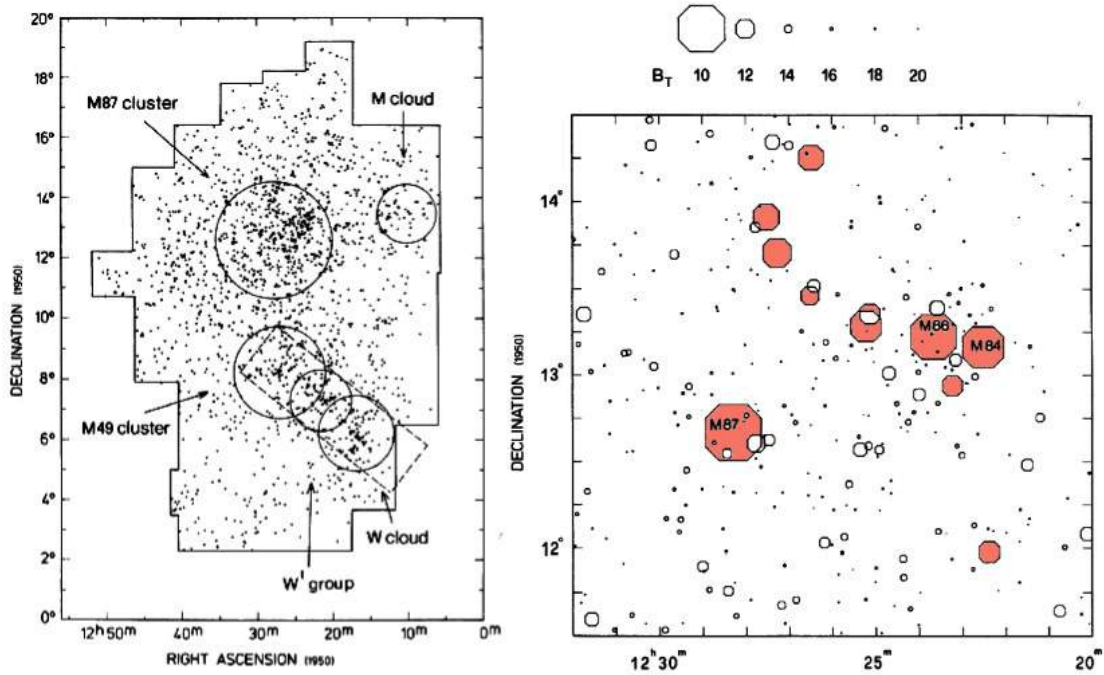 20°
18°
16°
14°
12°
10°
8°
6°
4°
2°
0°
DECLINATION (1950)
M87 cluster
M cloud
M49 cluster
W cloud
W' group
12ʰ50ᵐ
40ᵐ
30ᵐ
20ᵐ
10ᵐ
0ᵐ
RIGHT ASCENSION (1950)
B_T 10 12 14 16 18 20
14°
13°
12°
DECLINATION (1950)
M86
M84
M87
12ʰ30ᵐ
25ᵐ
20ᵐ